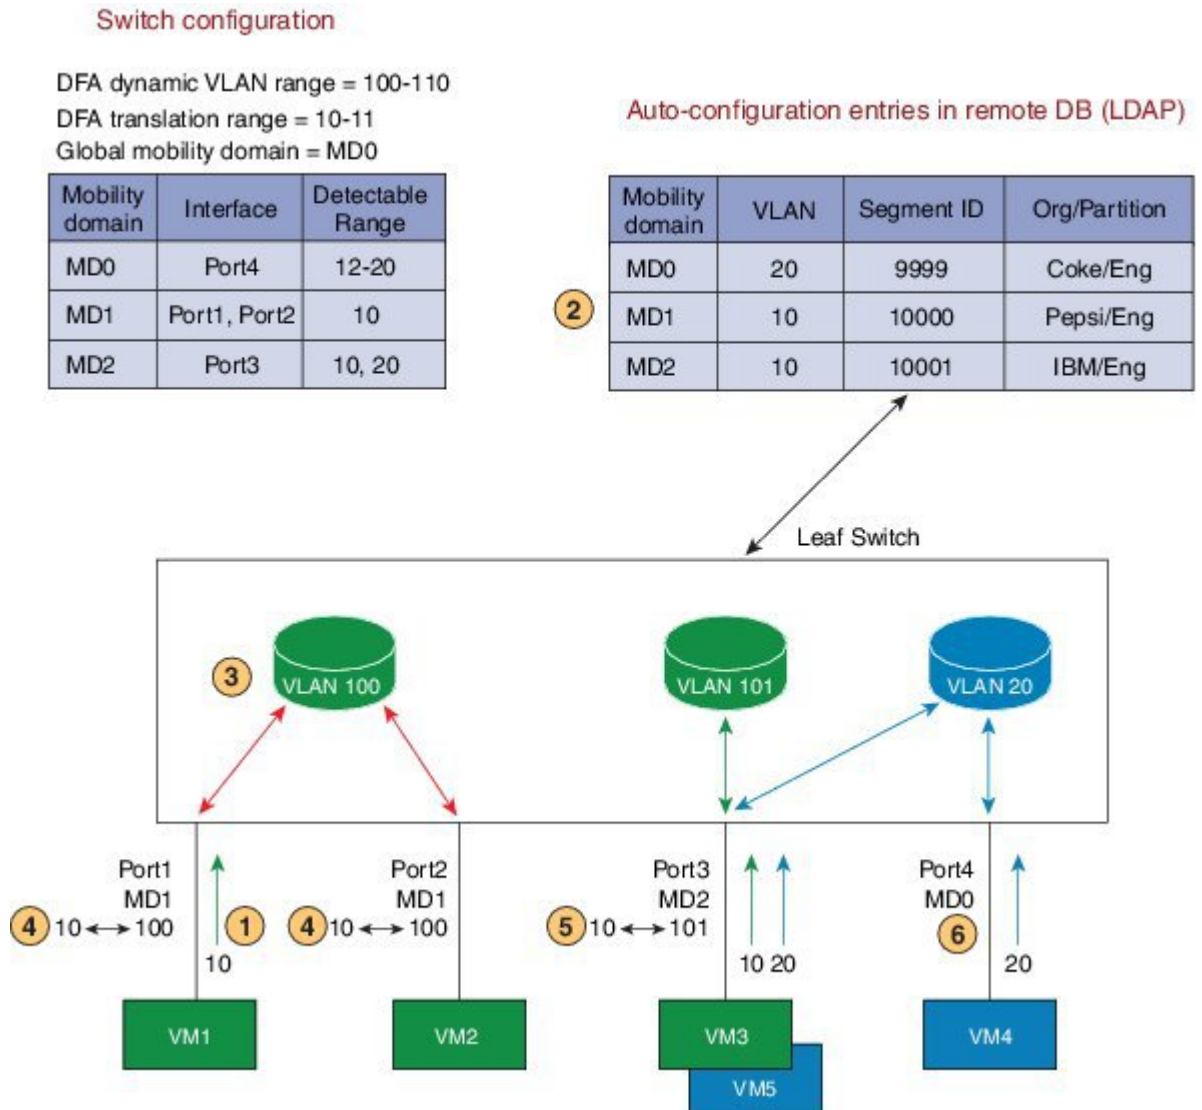 Switch configuration
DFA dynamic VLAN range = 100-110
DFA translation range = 10-11
Global mobility domain = MD0
Mobility domain Interface Detectable Range
MD0 Port4 12-20
MD1 Port1, Port2 10
MD2 Port3 10, 20
Auto-configuration entries in remote DB (LDAP)
Mobility domain VLAN Segment ID Org/Partition
MD0 20 9999 Coke/Eng
2
MD1 10 10000 Pepsi/Eng
MD2 10 10001 IBM/Eng
Leaf Switch
3
VLAN 100
VLAN 101
VLAN 20
Port1
MD1
4 10 100
1
10
Port2
MD1
4 10 100
Port3
MD2
5 10 101
10 20
Port4
MD0
6
20
VM1
VM2
VM3
VM4
VM5